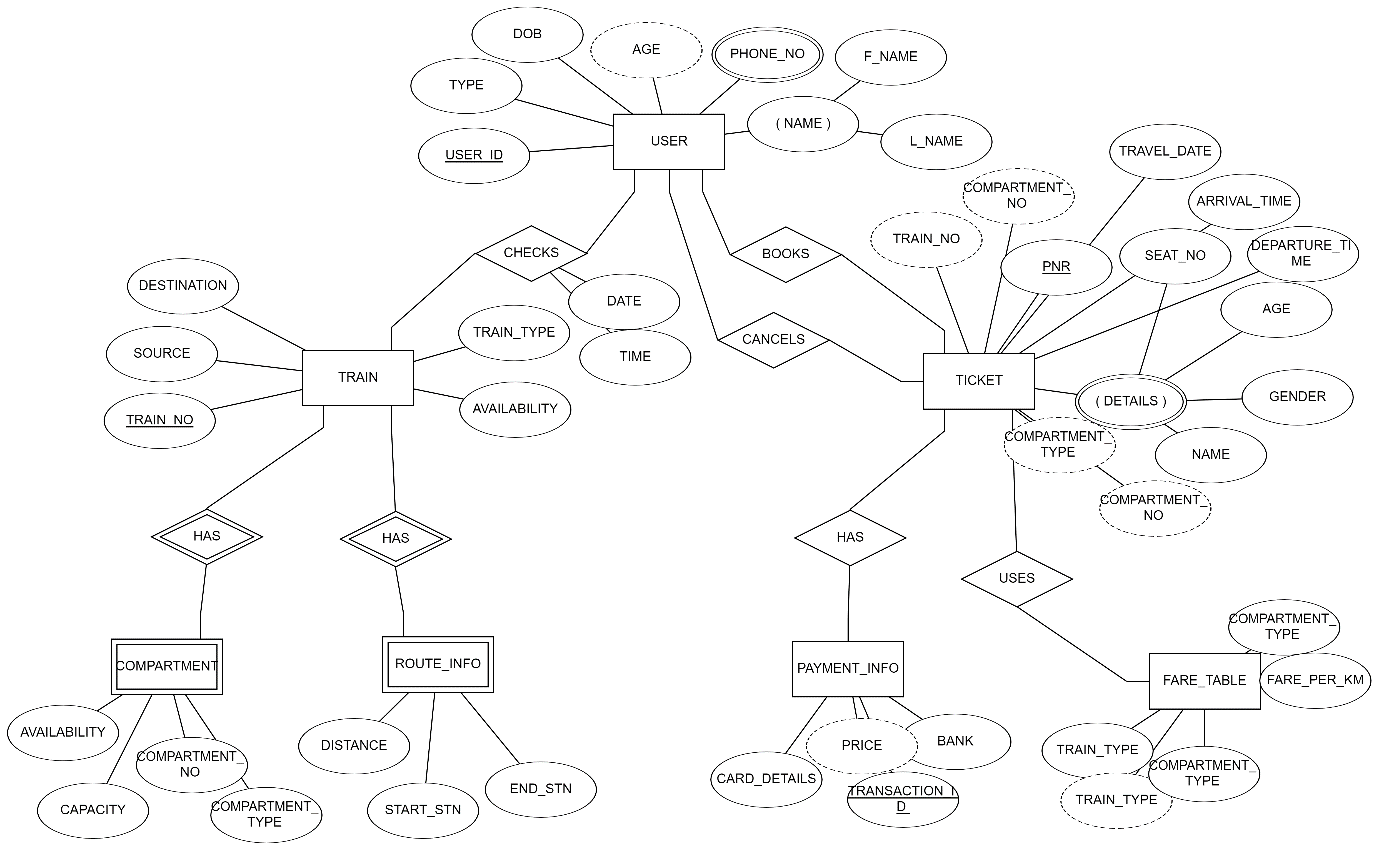 DOB
AGE
PHONE_NO
F_NAME
TYPE
( NAME )
USER
L_NAME
USER_ID
TRAVEL_DATE
COMPARTMENT_
NO
ARRIVAL_TIME
TRAIN_NO
CHECKS
BOOKS
PNR
SEAT_NO
DEPARTURE_TI
ME
DESTINATION
DATE
AGE
TRAIN_TYPE
CANCELS
SOURCE
TIME
TRAIN
TICKET
AVAILABILITY
( DETAILS )
GENDER
TRAIN_NO
COMPARTMENT_
TYPE
NAME
COMPARTMENT_
NO
HAS
HAS
HAS
USES
COMPARTMENT_
TYPE
COMPARTMENT
ROUTE_INFO
PAYMENT_INFO
FARE_TABLE
FARE_PER_KM
AVAILABILITY
DISTANCE
PRICE
BANK
TRAIN_TYPE
COMPARTMENT_
NO
CARD_DETAILS
COMPARTMENT_
TYPE
END_STN
TRANSACTION_I
D
TRAIN_TYPE
CAPACITY
COMPARTMENT_
TYPE
START_STN